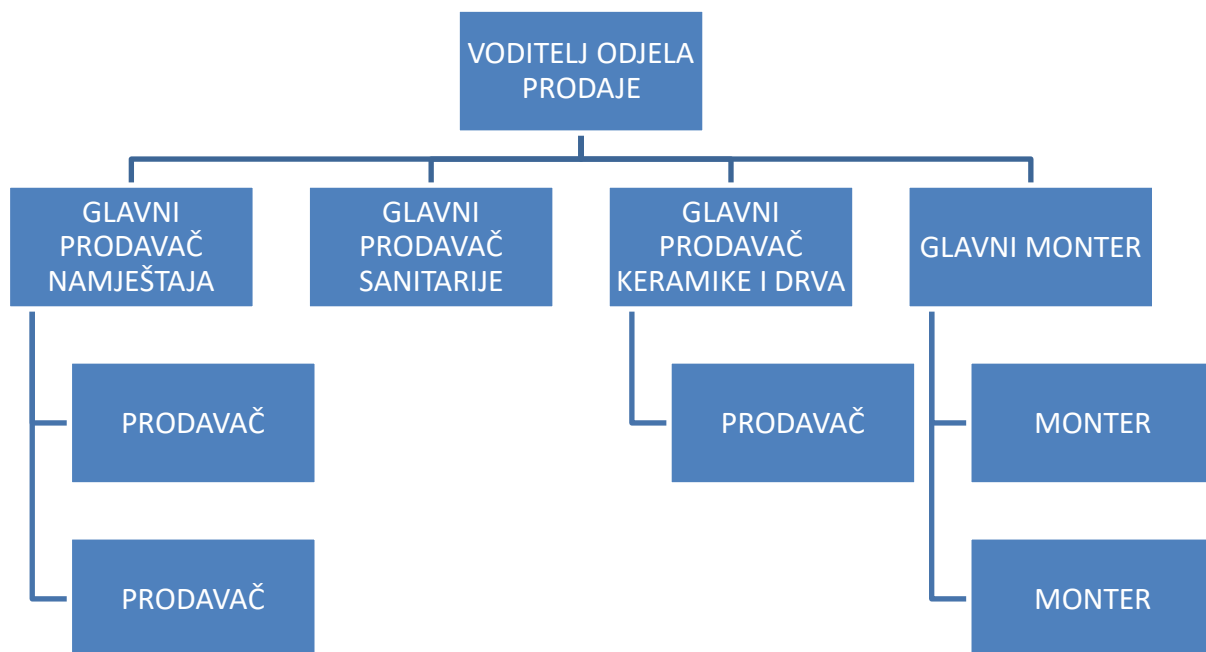 VODITELJ ODJELA
PRODAJE
GLAVNI
PRODAVAČ
NAMJEŠTAJA
GLAVNI
PRODAVAČ
SANITARIJE
GLAVNI
PRODAVAČ
KERAMIKE I DRVA
GLAVNI MONTER
PRODAVAČ
PRODAVAČ
MONTER
PRODAVAČ
MONTER